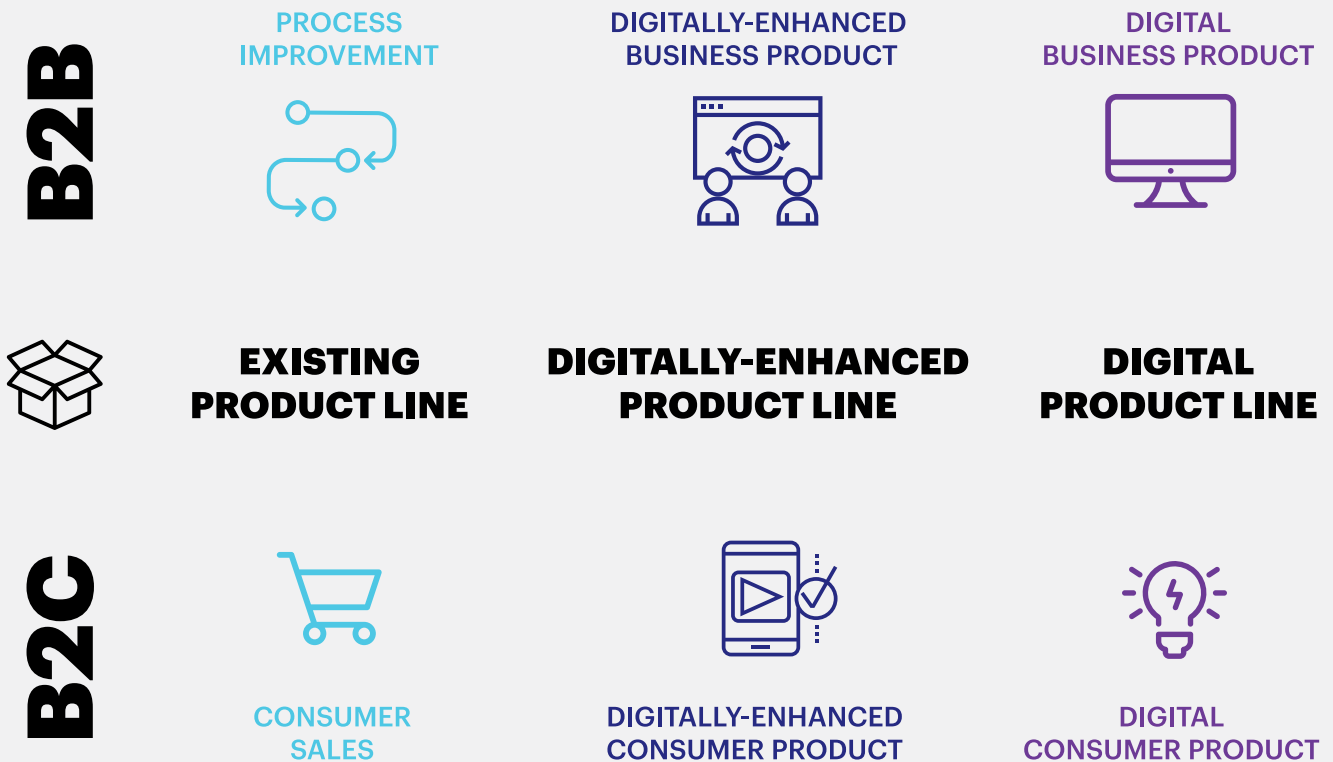 B2B
PROCESS
IMPROVEMENT
DIGITALLY-ENHANCED
BUSINESS PRODUCT
DIGITAL
BUSINESS PRODUCT
EXISTING
PRODUCT LINE
DIGITALLY-ENHANCED
PRODUCT LINE
DIGITAL
PRODUCT LINE
B2C
CONSUMER
SALES
DIGITALLY-ENHANCED
CONSUMER PRODUCT
DIGITAL
CONSUMER PRODUCT